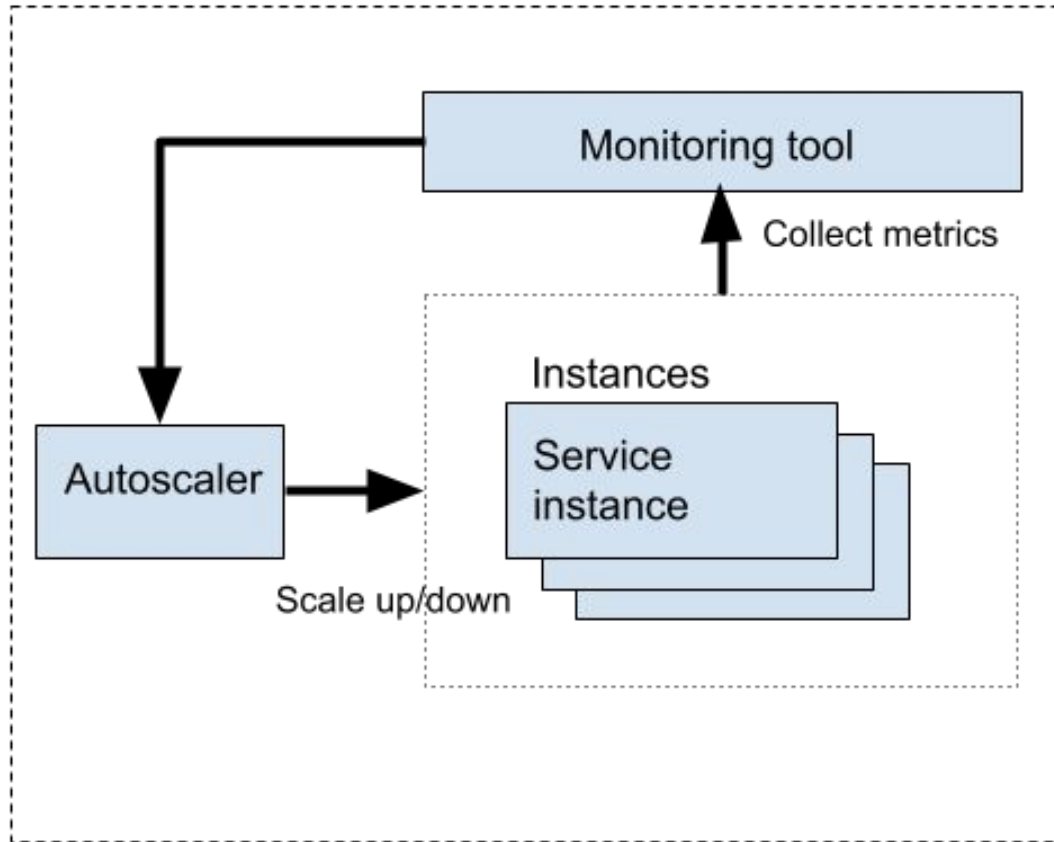 Monitoring tool
Collect metrics
Instances
Service
instance
Autoscaler
Scale up/down